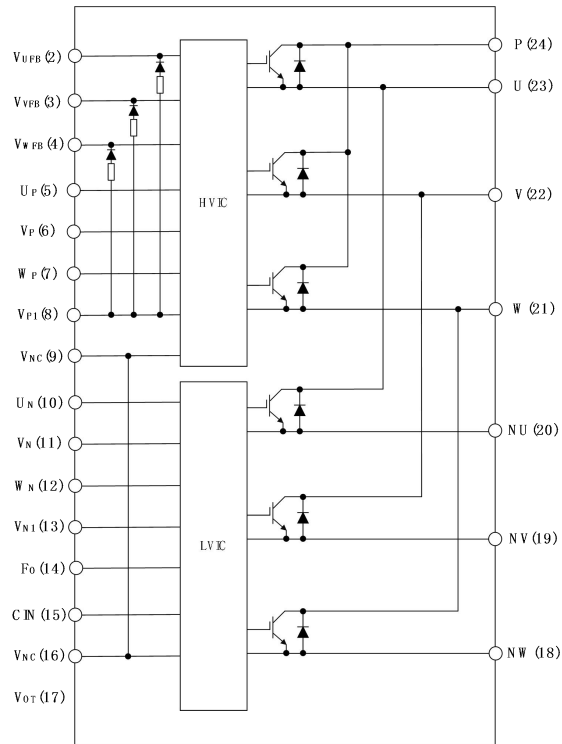 VUFB (2)
VVFB (3)
VWFB (4)
UP (5)
VP (6)
WP (7)
VP1 (8)
VNC (9)
UN (10)
VN (11)
WN (12)
VN1 (13)
Fo (14)
CIN (15)
VNC (16)
VOT (17)
HVIC
LVIC
P (24)
U (23)
V (22)
W (21)
NU (20)
NV (19)
NW (18)